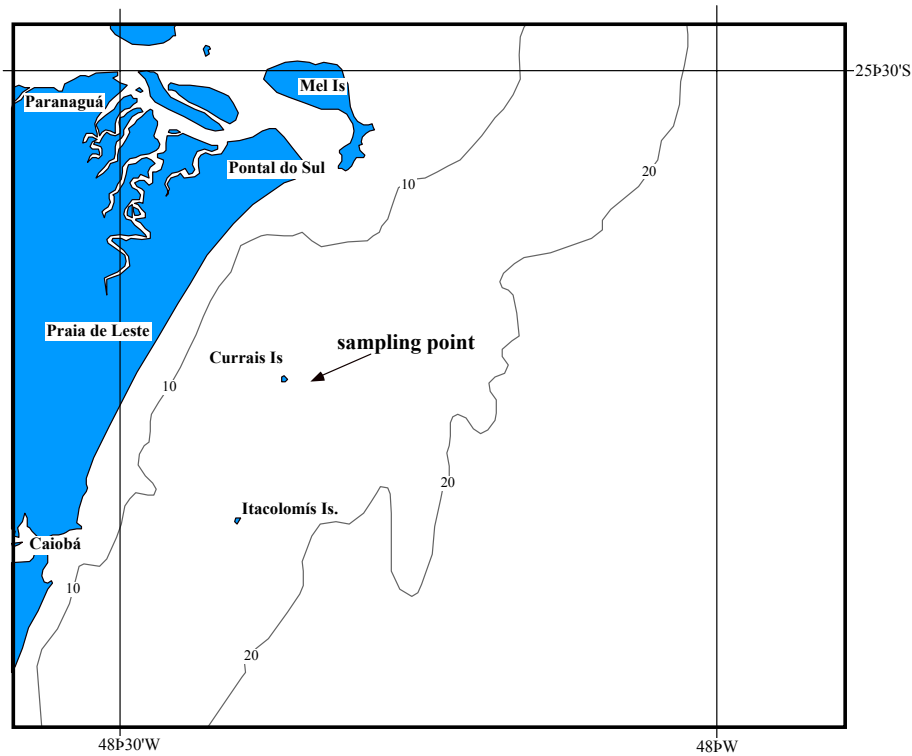 Mel Is
25Þ30'S
Paranaguá
Pontal do Sul
20
10
Praia de Leste
sampling point
Currais Is
10
20
Itacolomís Is.
Caiobá
10
20
48Þ30'W
48ÞW